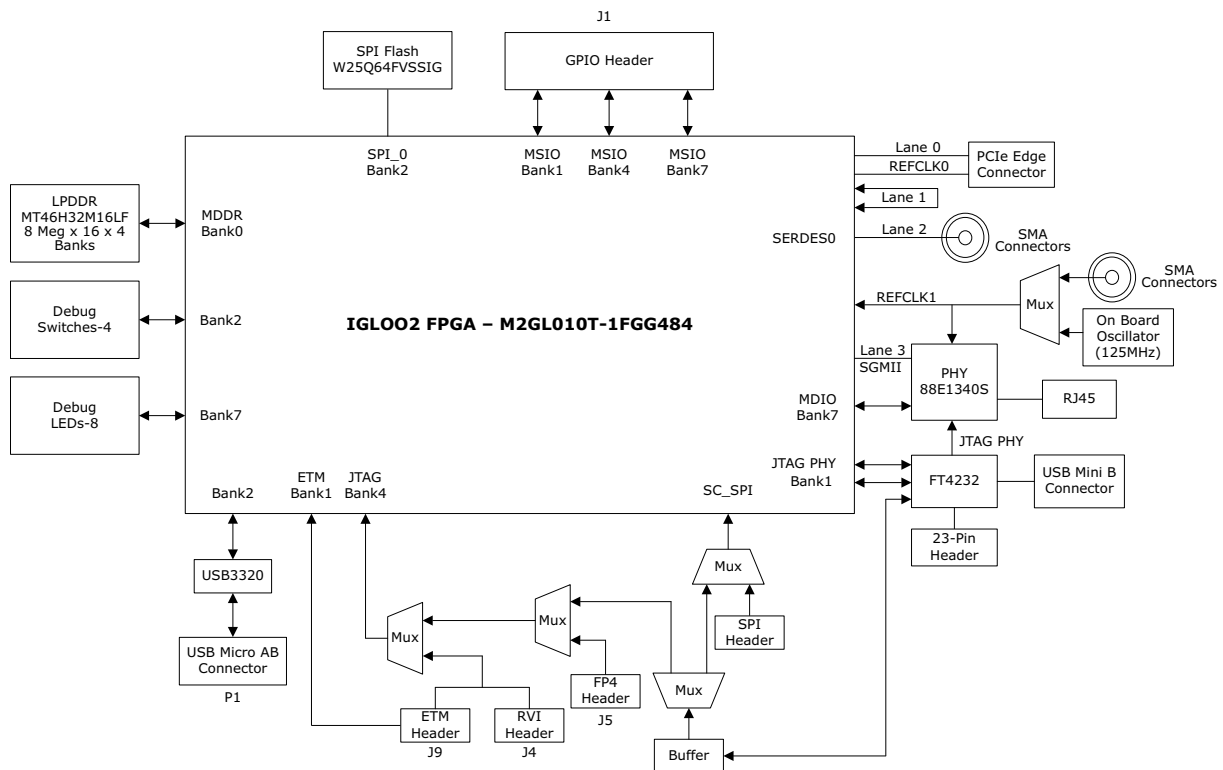 J1
SPI Flash
W25Q64FVSSIG
GPIO Header
SPI_0
Bank2
MSIO
Bank1
MSIO
Bank4
MSIO
Bank7
Lane 0
REFCLK0
PCIe Edge
Connector
Lane 1
LPDDR
MT46H32M16LF
8 Meg x 16 x 4
Banks
MDDR
Bank0
SERDES0
Lane 2
SMA
Connectors
SMA
Connectors
REFCLK1
Mux
On Board
Oscillator
(125MHz)
Debug
Switches-4
Bank2
IGLOO2 FPGA – M2GL010T-1FGG484
Lane 3
SGMII
PHY
88E1340S
RJ45
Debug
LEDs-8
Bank7
MDIO
Bank7
JTAG PHY
JTAG PHY
Bank1
FT4232
USB Mini B
Connector
23-Pin
Header
Bank2
ETM
Bank1
JTAG
Bank4
SC_SPI
USB3320
Mux
SPI
Header
Mux
Mux
USB Micro AB
Connector
P1
FP4
Header
J5
Mux
ETM
Header
J9
RVI
Header
J4
Buffer